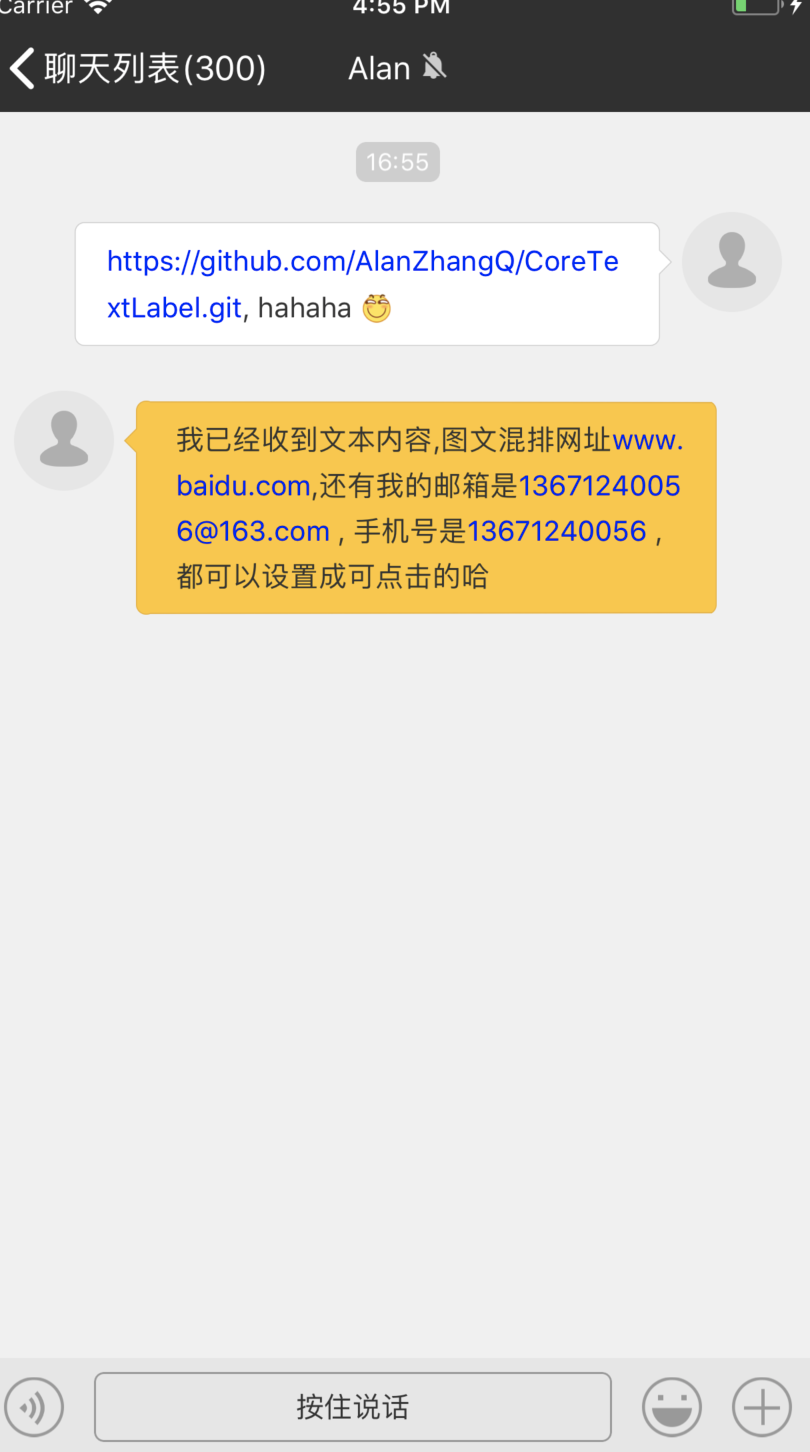 Carrier 4:55 PM
聊天列表(300) Alan
16:55
https://github.com/AlanZhangQ/CoreTe
xtLabel.git, hahaha
我已经收到文本内容,图文混排网址www.
baidu.com,还有我的邮箱是1367124005
6@163.com , 手机号是13671240056 ,
都可以设置成可点击的哈
按住说话